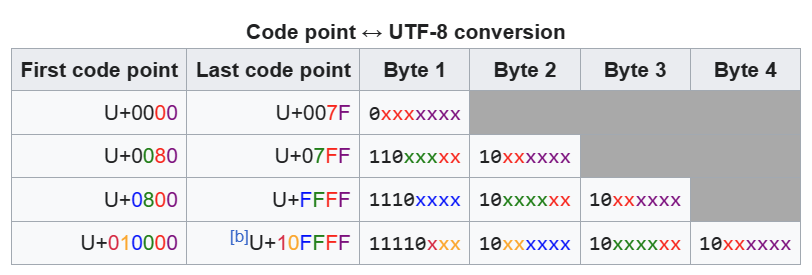 Code point ↔ UTF-8 conversion
First code point Last code point Byte 1 Byte 2 Byte 3 Byte 4
U+0000 U+007F 0xxxxxxx
U+0080 U+07FF 110xxxxx 10xxxxxx
U+0800 U+FFFF 1110xxxx 10xxxxxx 10xxxxxx
U+010000 [b]U+10FFFF 11110xxx 10xxxxxx 10xxxxxx 10xxxxxx